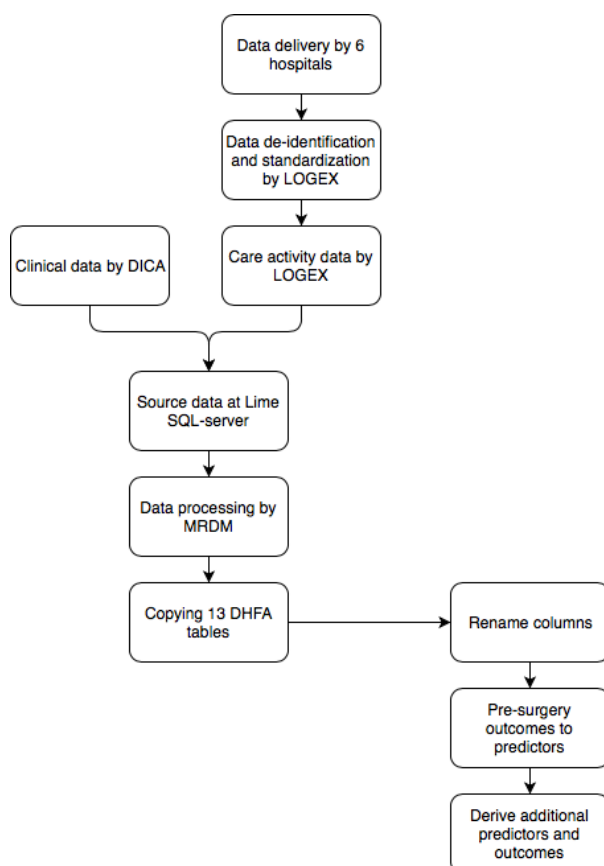 Data delivery by 6
hospitals
Data de-identification
and standardization
by LOGEX
Clinical data by DICA
Care activity data by
LOGEX
Source data at Lime
SQL-server
Data processing by
MRDM
Copying 13 DHFA
tables
Rename columns
Pre-surgery
outcomes to
predictors
Derive additional
predictors and
outcomes